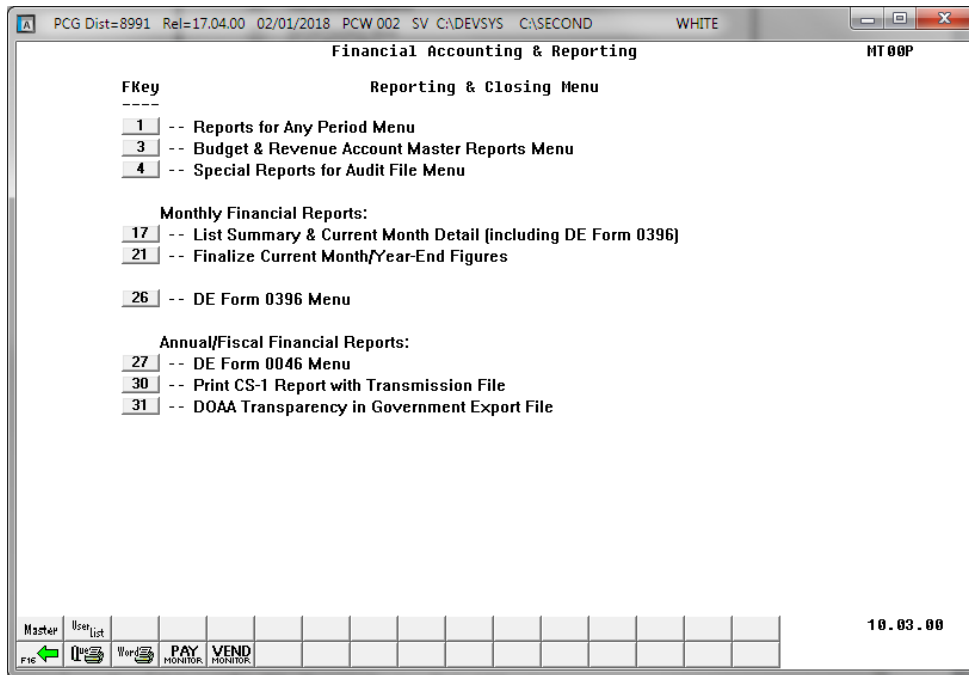 PCG Dist=8991 Rel=17.04.00 02/01/2018 PCW 002 SV C:\DEVSYS C:\SECOND WHITE
Financial Accounting & Reporting MT00P
FKey Reporting & Closing Menu
----
1 -- Reports for Any Period Menu
3 -- Budget & Revenue Account Master Reports Menu
4 -- Special Reports for Audit File Menu
Monthly Financial Reports:
17 -- List Summary & Current Month Detail (including DE Form 0396)
21 -- Finalize Current Month/Year-End Figures
26 -- DE Form 0396 Menu
Annual/Fiscal Financial Reports:
27 -- DE Form 0046 Menu
30 -- Print CS-1 Report with Transmission File
31 -- DOAA Transparency in Government Export File
Master User List 10.03.00
F16 Que Word PAY MONITOR VEND MONITOR